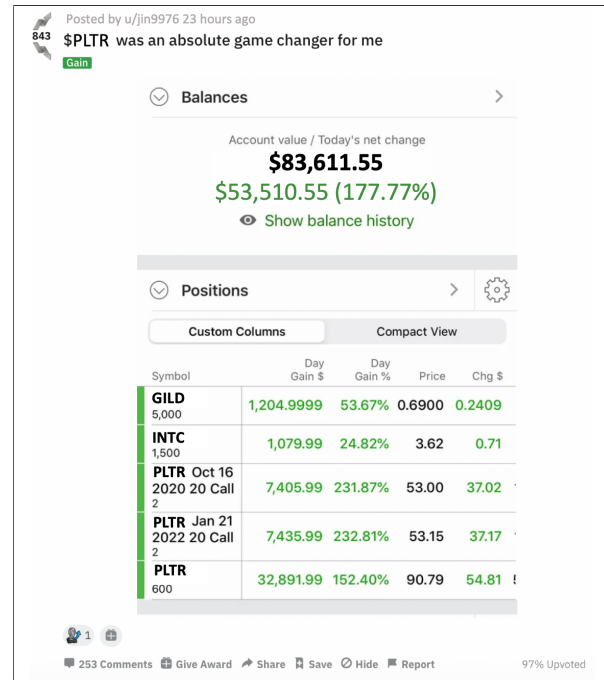 Posted by u/jin9976 23 hours ago
843
$PLTR was an absolute game changer for me
Gain
Balances
Account value / Today's net change
$83,611.55
$53,510.55 (177.77%)
Show balance history
Positions
Custom Columns Compact View
Symbol Day Gain $ Day Gain % Price Chg $
GILD 1,204.9999 53.67% 0.6900 0.2409
5,000
INTC 1,079.99 24.82% 3.62 0.71
1,500
PLTR Oct 16
2020 20 Call 7,405.99 231.87% 53.00 37.02
2
PLTR Jan 21
2022 20 Call 7,435.99 232.81% 53.15 37.17
2
PLTR 32,891.99 152.40% 90.79 54.81
600
1
253 Comments Give Award Share Save Hide Report 97% Upvoted